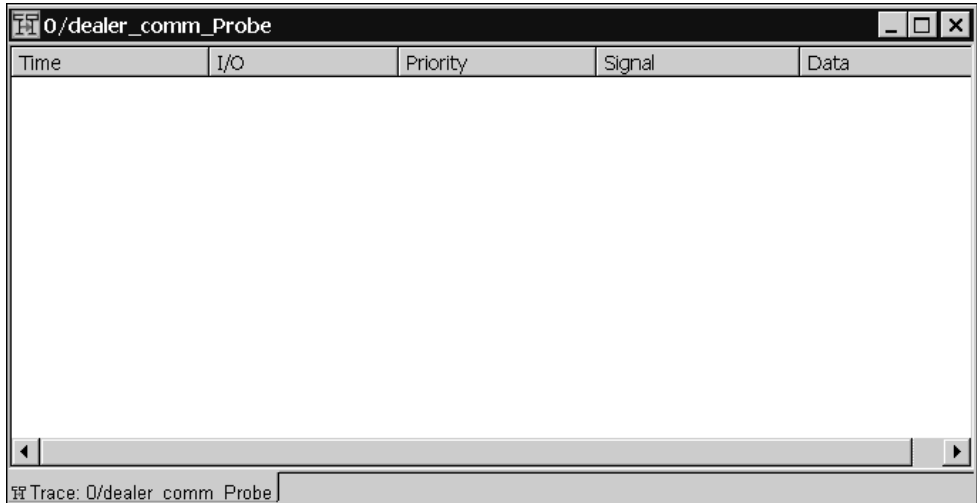 0/dealer_comm_Probe
Time I/O Priority Signal Data
Trace: 0/dealer_comm_Probe